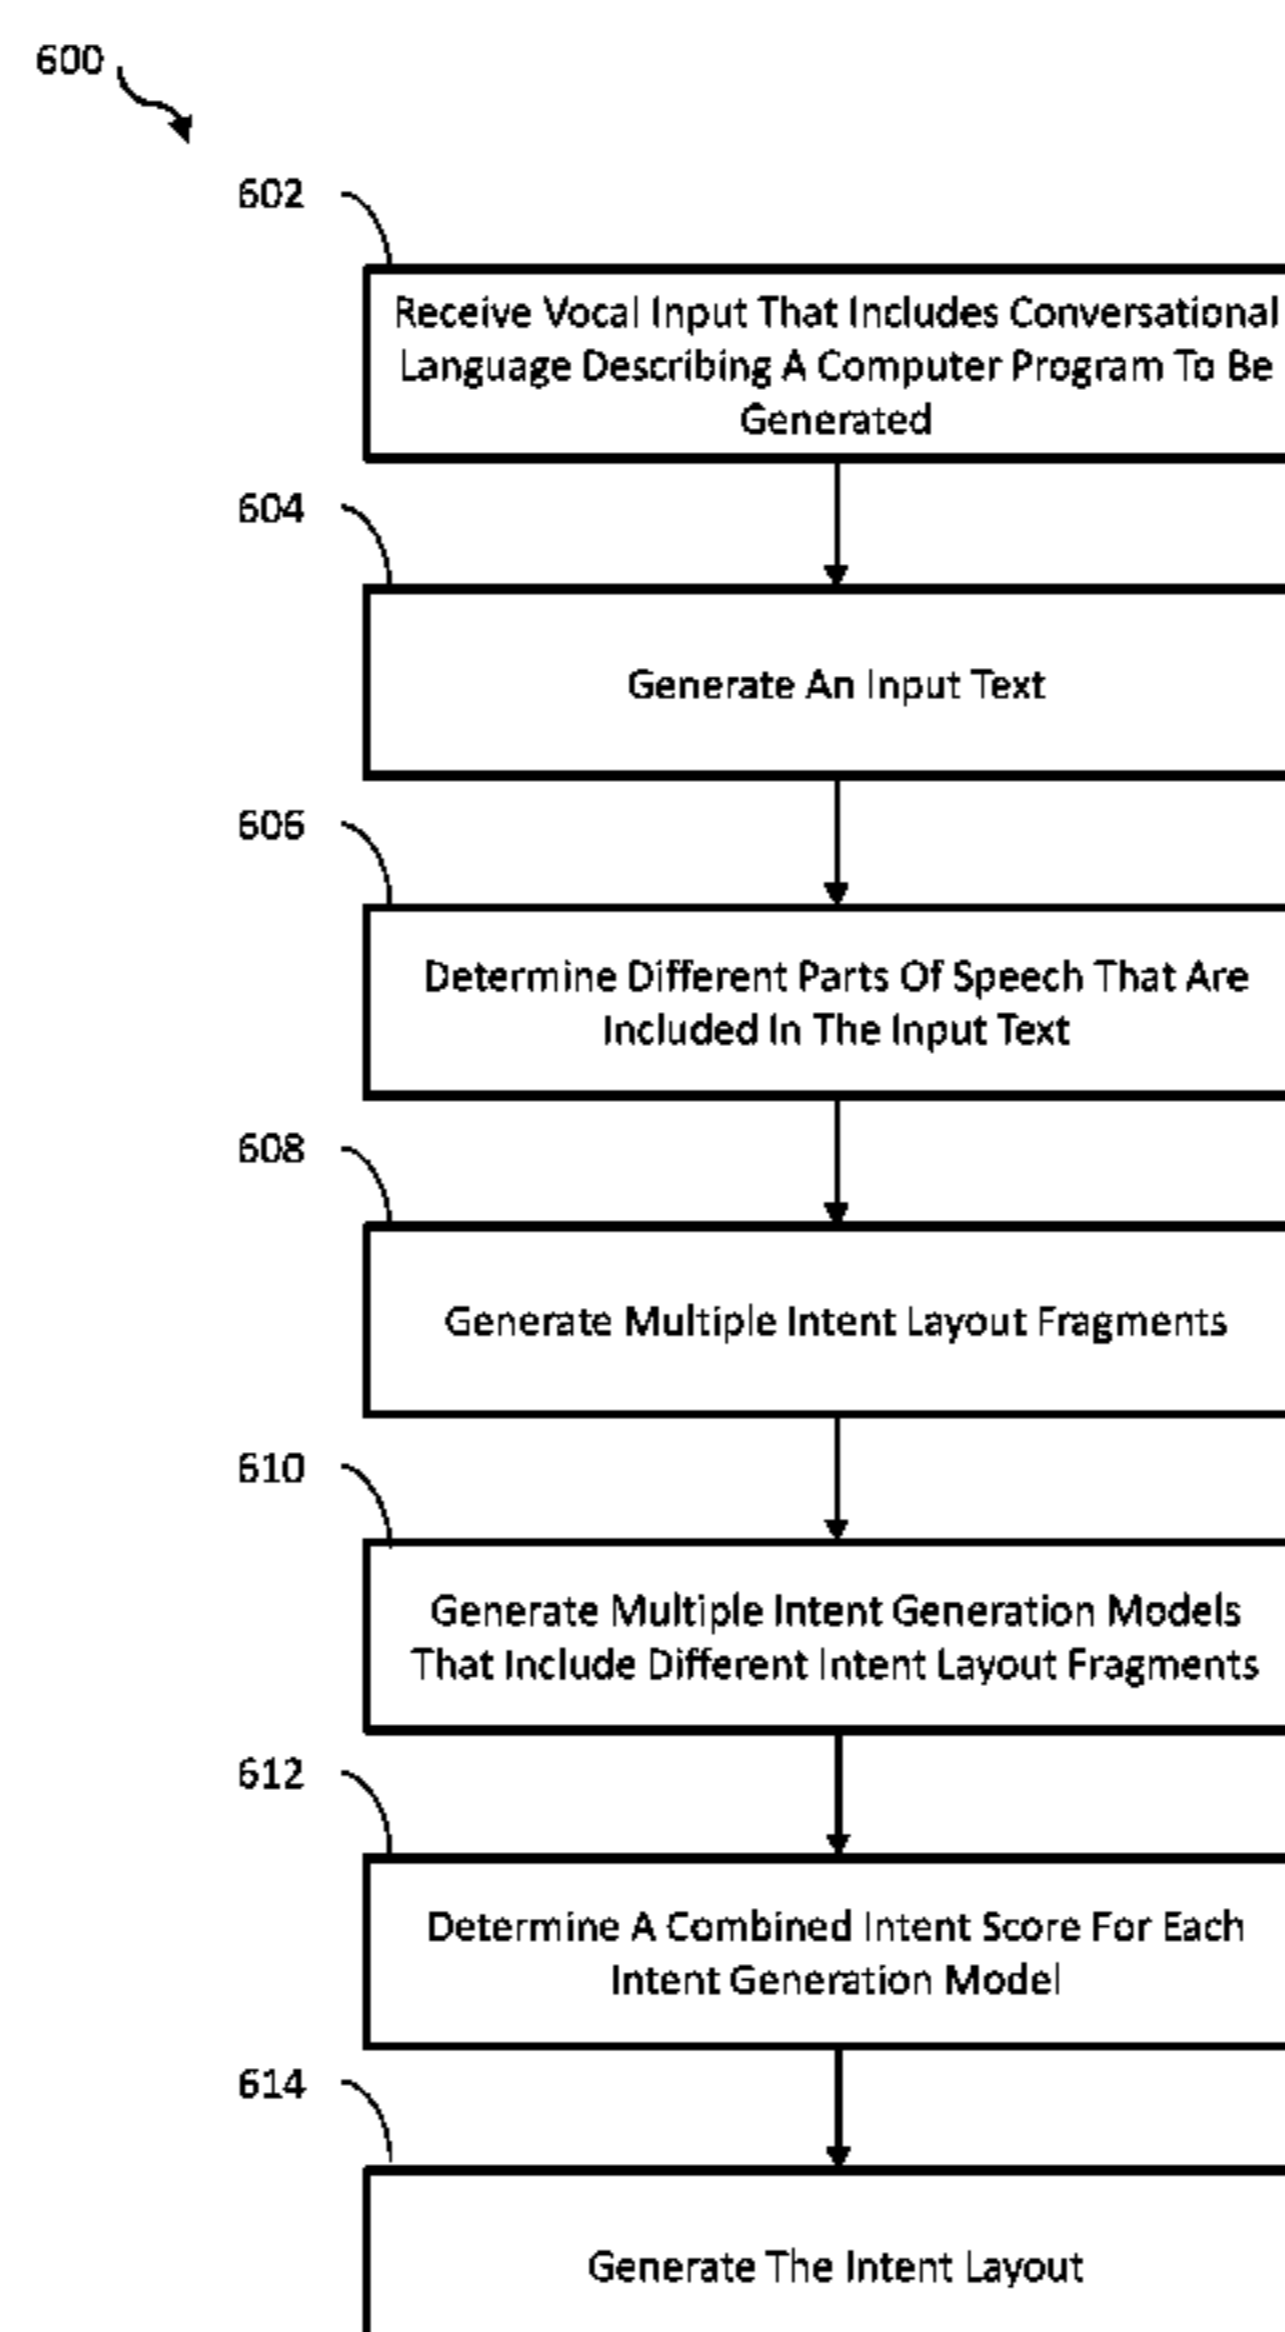 600
602
Receive Vocal Input That Includes Conversational
Language Describing A Computer Program To Be
Generated
604
Generate An Input Text
606
Determine Different Parts Of Speech That Are
Included In The Input Text
608
Generate Multiple Intent Layout Fragments
610
Generate Multiple Intent Generation Models
That Include Different Intent Layout Fragments
612
Determine A Combined Intent Score For Each
Intent Generation Model
614
Generate The Intent Layout